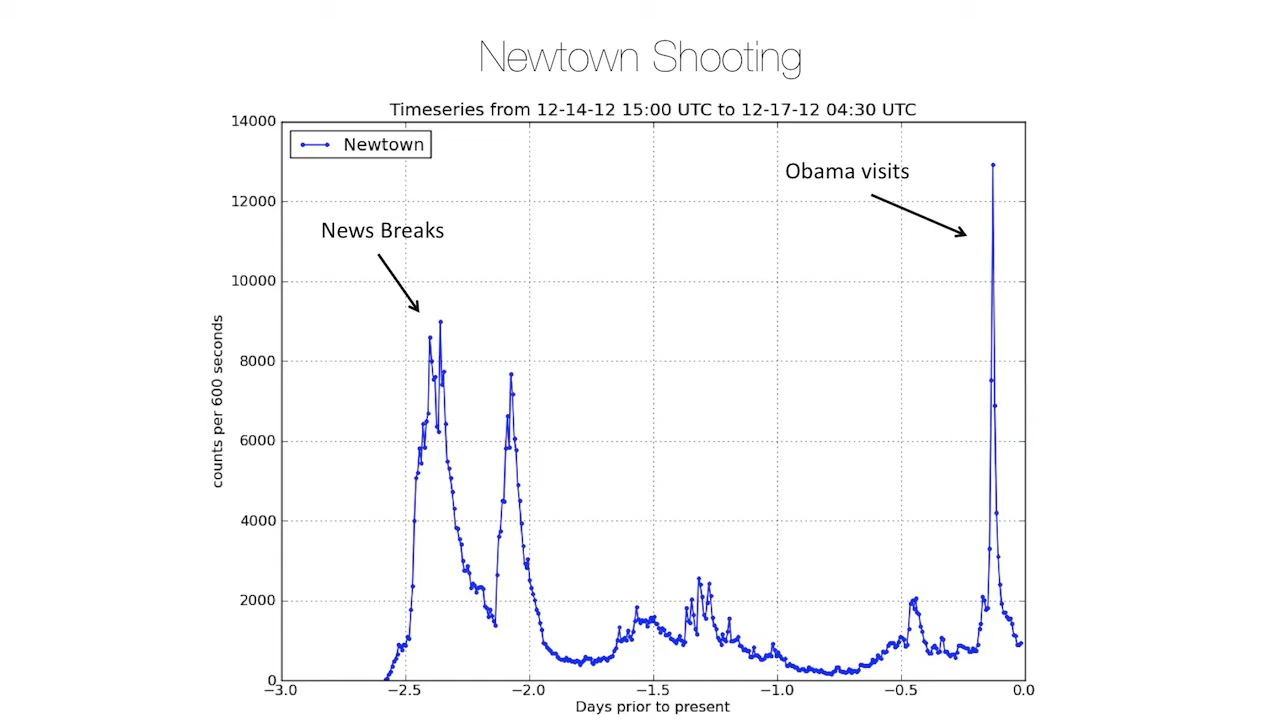 Newtown Shooting
Timeseries from 12-14-12 15:00 UTC to 12-17-12 04:30 UTC
14000
Newtown
Obama visits
12000
News Breaks
10000
8000
counts per 600 seconds
6000
4000
2000
0
−3.0 −2.5 −2.0 −1.5 −1.0 −0.5 0.0
Days prior to present